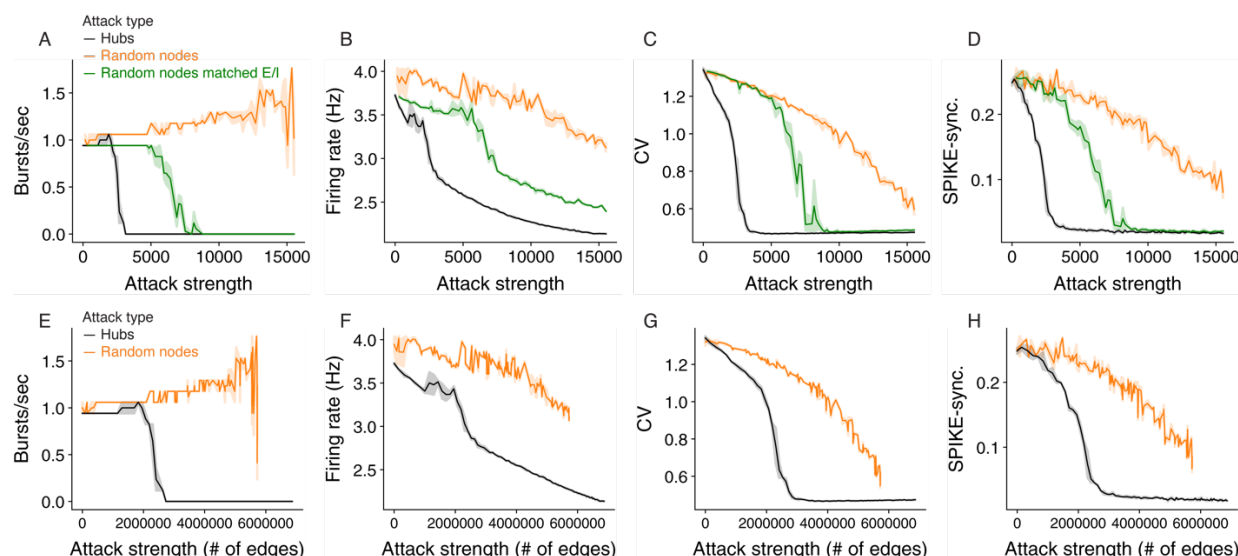 Attack type
Hubs
Random nodes
Random nodes matched E/I
A
Bursts/sec
1.5
1.0
0.5
0.0
0
5000
10000
15000
Attack strength
B
Firing rate (Hz)
4.0
3.5
3.0
2.5
0
5000
10000
15000
Attack strength
C
CV
1.2
1.0
0.8
0.6
0
5000
10000
15000
Attack strength
D
SPIKE-sync.
0.2
0.1
0
5000
10000
15000
Attack strength
Attack type
Hubs
Random nodes
E
Bursts/sec
1.5
1.0
0.5
0.0
0
2000000
4000000
6000000
Attack strength (# of edges)
F
Firing rate (Hz)
4.0
3.5
3.0
2.5
0
2000000
4000000
6000000
Attack strength (# of edges)
G
CV
1.2
1.0
0.8
0.6
0
2000000
4000000
6000000
Attack strength (# of edges)
H
SPIKE-sync.
0.2
0.1
0
2000000
4000000
6000000
Attack strength (# of edges)